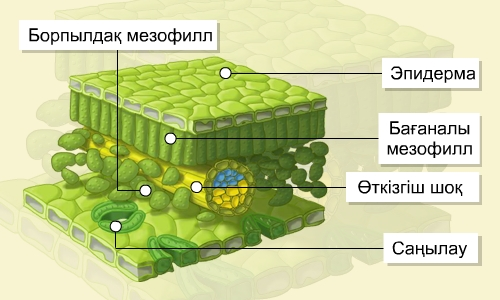 Борпылдақ мезофилл
Эпидерма
Бағаналы
мезофилл
Өткізгіш шоқ
Саңылау